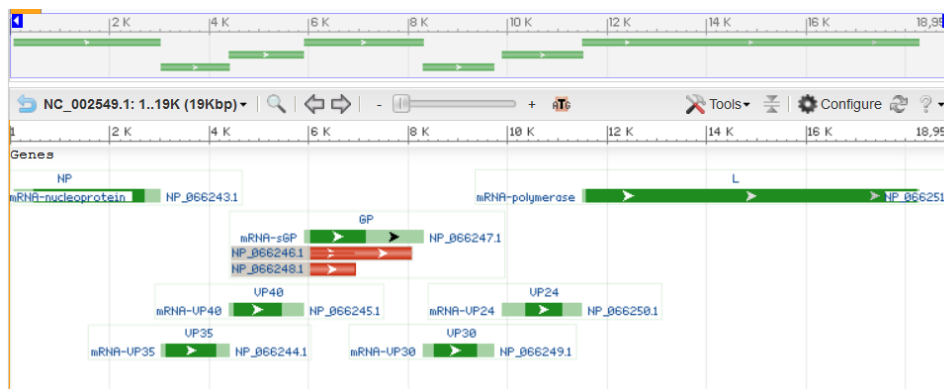 2 K 4 K 6 K 8 K 10 K 12 K 14 K 16 K 18,95
NC_002549.1: 1..19K (19Kbp) - + ATG Tools Configure ?
1 2 K 4 K 6 K 8 K 10 K 12 K 14 K 16 K 18,95
Genes
NP L
mRNA-nucleoprotein NP_066243.1 mRNA-polymerase NP_066251
GP
mRNA-sGP NP_066247.1
NP_066246.1
NP_066248.1
VP40 VP24
mRNA-VP40 NP_066245.1 mRNA-VP24 NP_066250.1
VP35 VP30
mRNA-VP35 NP_066244.1 mRNA-VP30 NP_066249.1